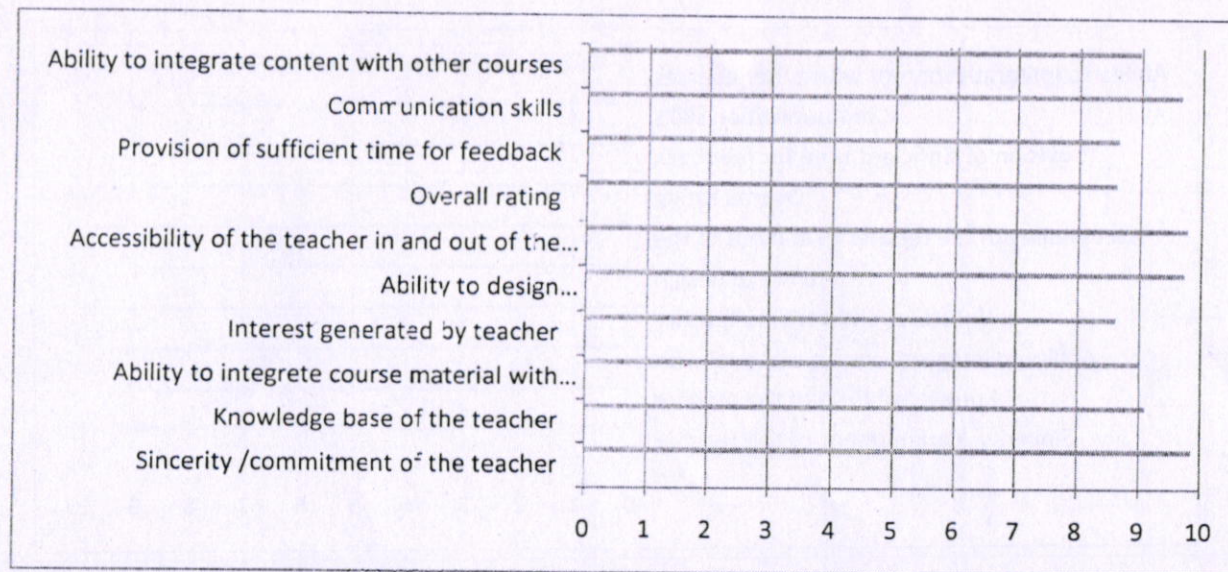 Ability to integrate content with other courses
Communication skills
Provision of sufficient time for feedback
Overall rating
Accessibility of the teacher in and out of the...
Ability to design...
Interest generated by teacher
Ability to integrete course material with...
Knowledge base of the teacher
Sincerity /commitment of the teacher
0 1 2 3 4 5 6 7 8 9 10